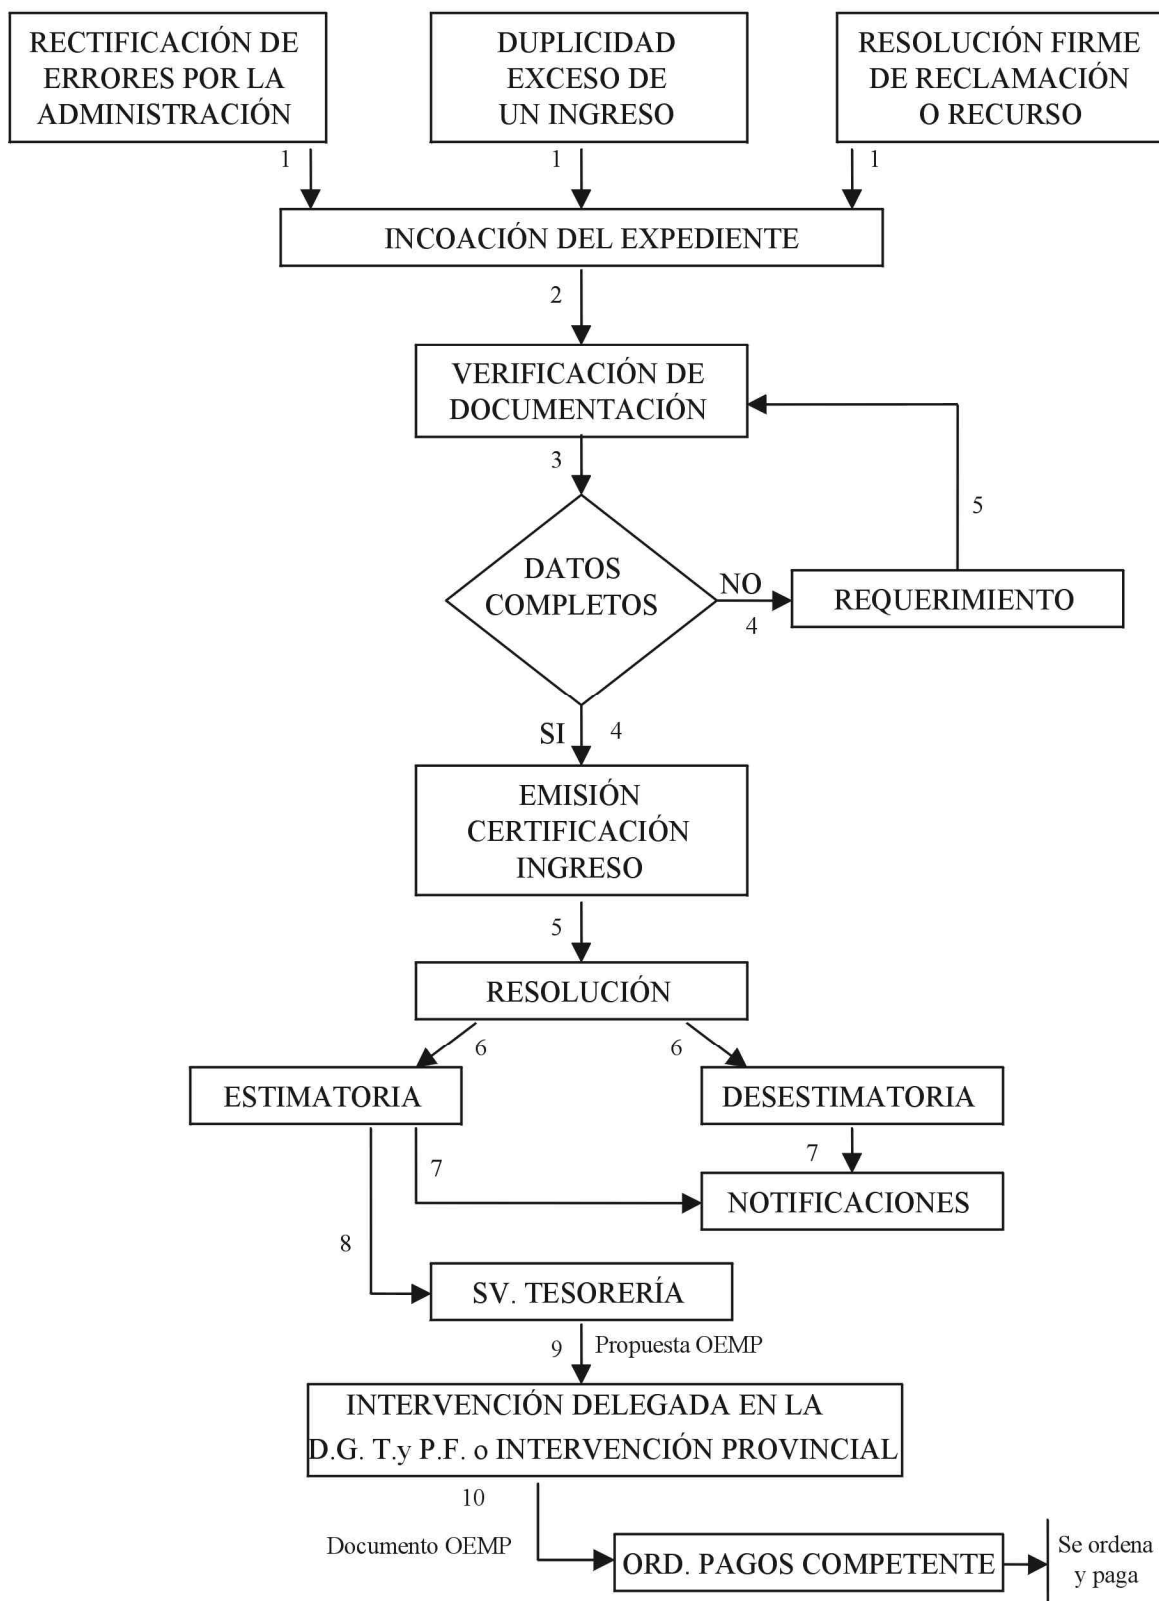 RECTIFICACIÓN DE
ERRORES POR LA
ADMINISTRACIÓN
DUPLICIDAD
EXCESO DE
UN INGRESO
RESOLUCIÓN FIRME
DE RECLAMACIÓN
O RECURSO
1
1
1
INCOACIÓN DEL EXPEDIENTE
2
VERIFICACIÓN DE
DOCUMENTACIÓN
3
5
DATOS
COMPLETOS
NO
4
REQUERIMIENTO
SI
4
EMISIÓN
CERTIFICACIÓN
INGRESO
5
RESOLUCIÓN
6
6
ESTIMATORIA
DESESTIMATORIA
7
7
NOTIFICACIONES
8
SV. TESORERÍA
9
Propuesta OEMP
INTERVENCIÓN DELEGADA EN LA
D.G. T.y P.F. o INTERVENCIÓN PROVINCIAL
10
Documento OEMP
ORD. PAGOS COMPETENTE
Se ordena
y paga